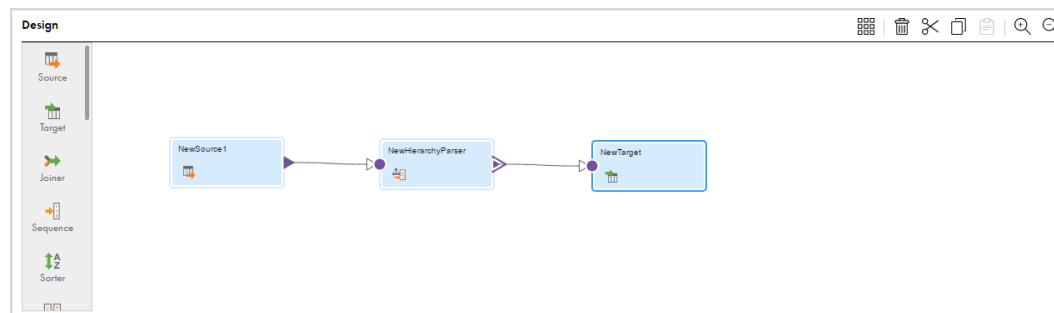 Design
Source
Target
Joiner
Sequence
Sorter
NewSource1
NewHierarchyParser
NewTarget